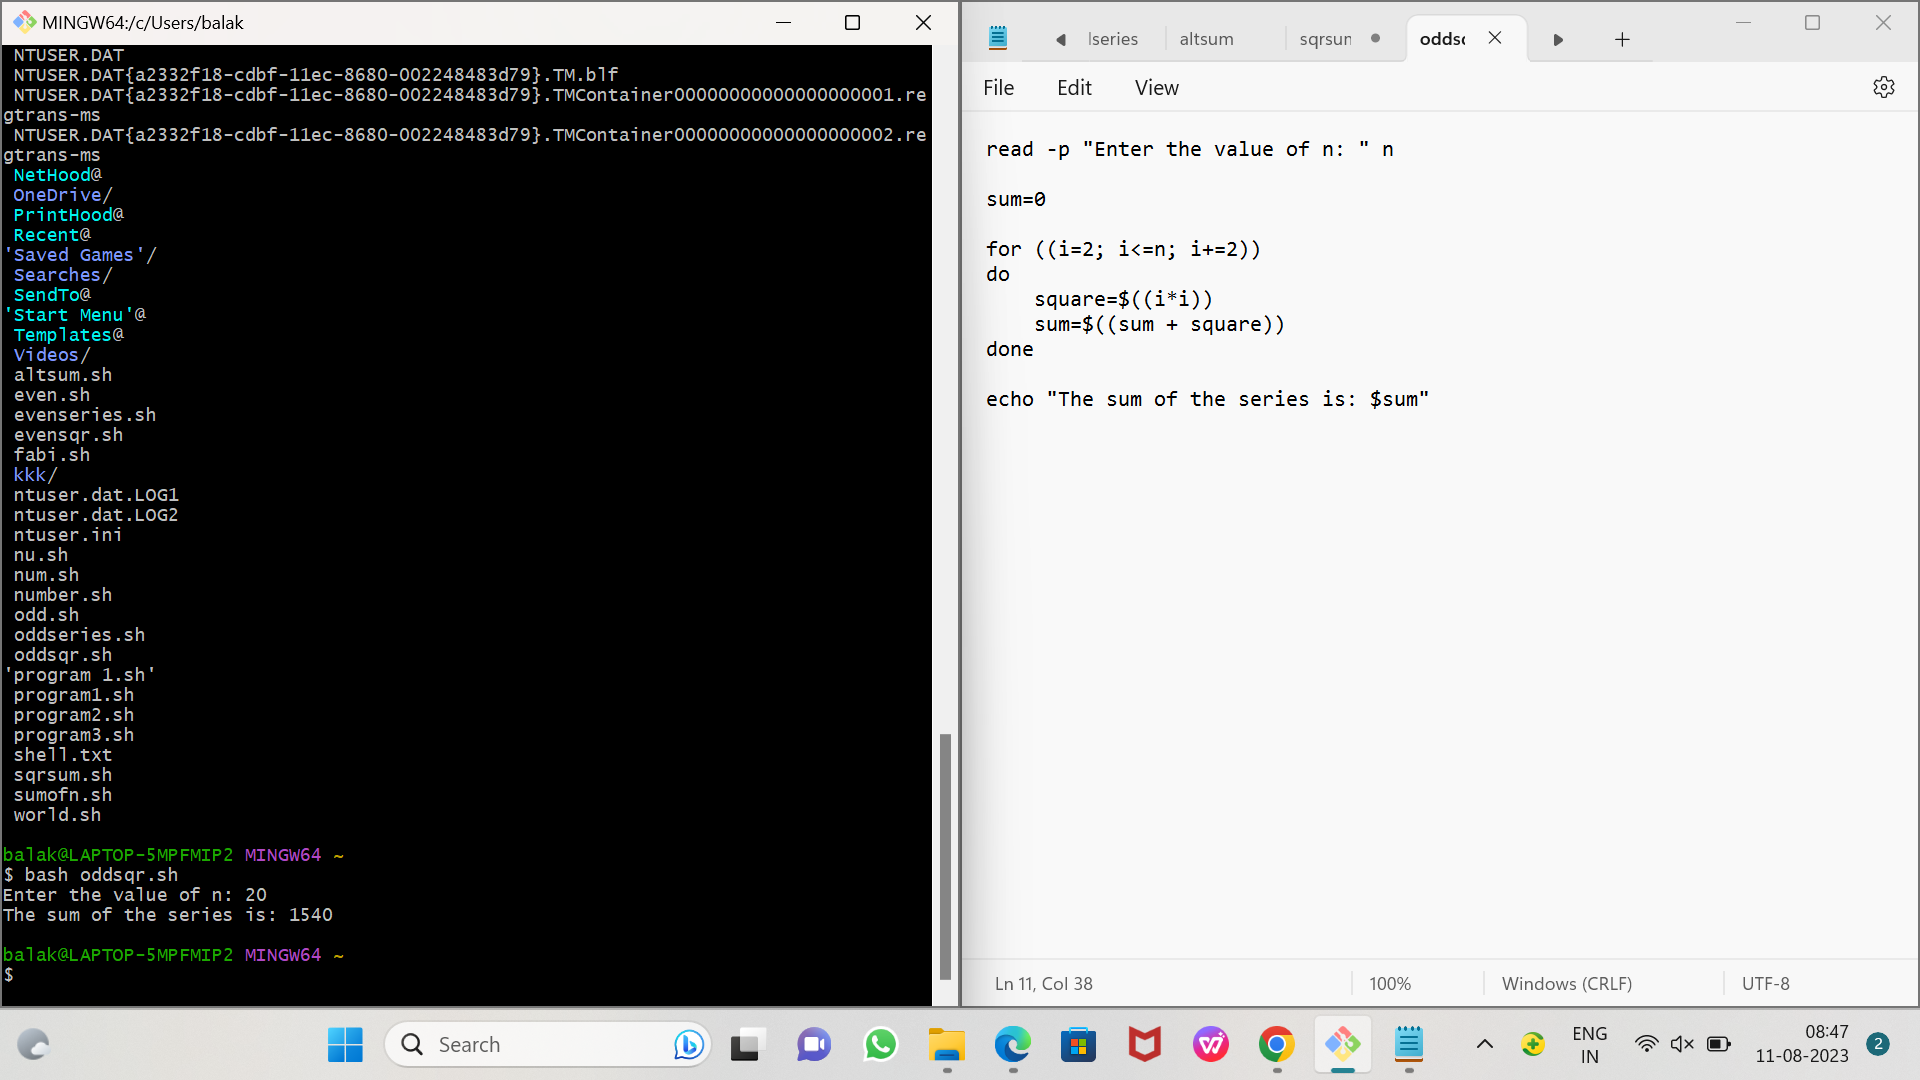 MINGW64:/c/Users/balak
NTUSER.DAT
NTUSER.DAT{a2332f18-cdbf-11ec-8680-002248483d79}.TM.blf
NTUSER.DAT{a2332f18-cdbf-11ec-8680-002248483d79}.TMContainer00000000000000000001.re
gtrans-ms
NTUSER.DAT{a2332f18-cdbf-11ec-8680-002248483d79}.TMContainer00000000000000000002.re
gtrans-ms
NetHood@
OneDrive/
PrintHood@
Recent@
'Saved Games'/
Searches/
SendTo@
'Start Menu'@
Templates@
Videos/
altsum.sh
even.sh
evenseries.sh
evensqr.sh
fabi.sh
kkk/
ntuser.dat.LOG1
ntuser.dat.LOG2
ntuser.ini
nu.sh
num.sh
number.sh
odd.sh
oddseries.sh
oddsqr.sh
'program 1.sh'
program1.sh
program2.sh
program3.sh
shell.txt
sqrsum.sh
sumofn.sh
world.sh
balak@LAPTOP-5MPFMIP2 MINGW64 ~
$ bash oddsqr.sh
Enter the value of n: 20
The sum of the series is: 1540
balak@LAPTOP-5MPFMIP2 MINGW64 ~
$
lseries altsum sqrsun oddsc
File Edit View
read -p "Enter the value of n: " n
sum=0
for ((i=2; i<=n; i+=2))
do
square=$((i*i))
sum=$((sum + square))
done
echo "The sum of the series is: $sum"
Ln 11, Col 38 100% Windows (CRLF) UTF-8
Search
ENG
IN
08:47
11-08-2023
2